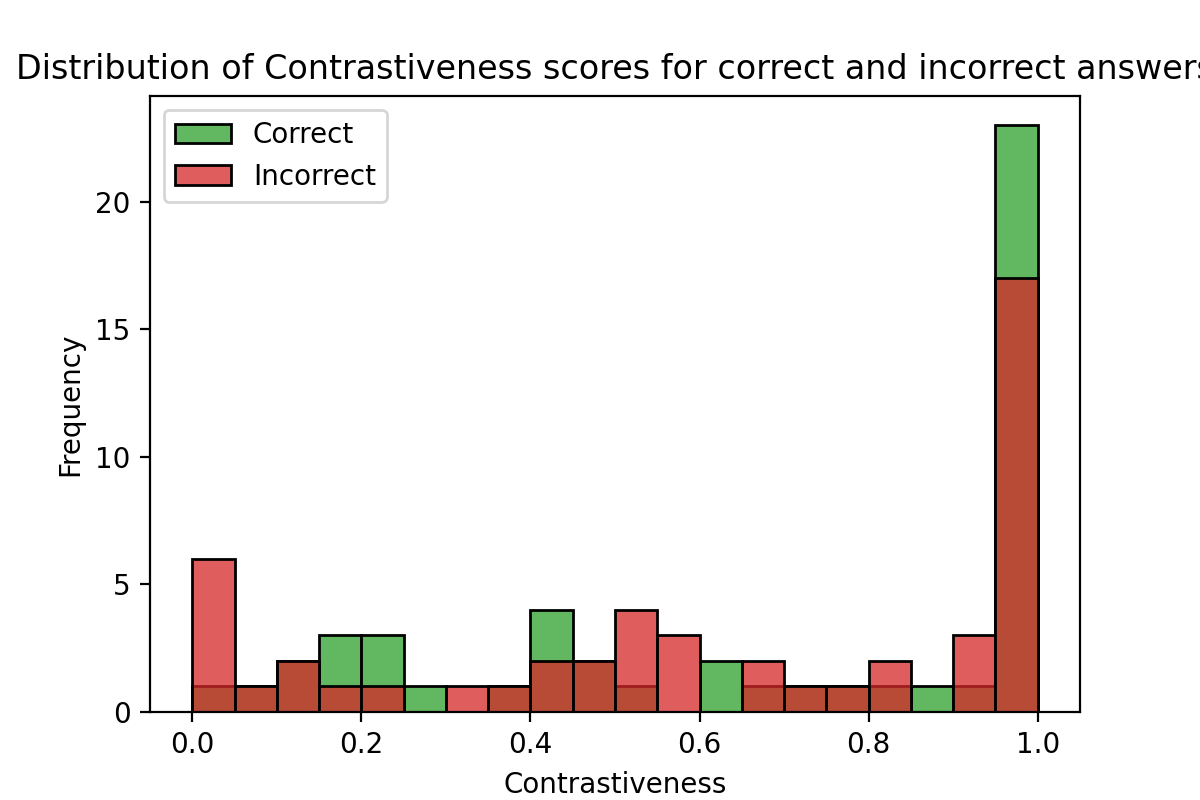 Distribution of Contrastiveness scores for correct and incorrect answers
Correct
Incorrect
20
15
10
5
0
Frequency
0.0 0.2 0.4 0.6 0.8 1.0
Contrastiveness